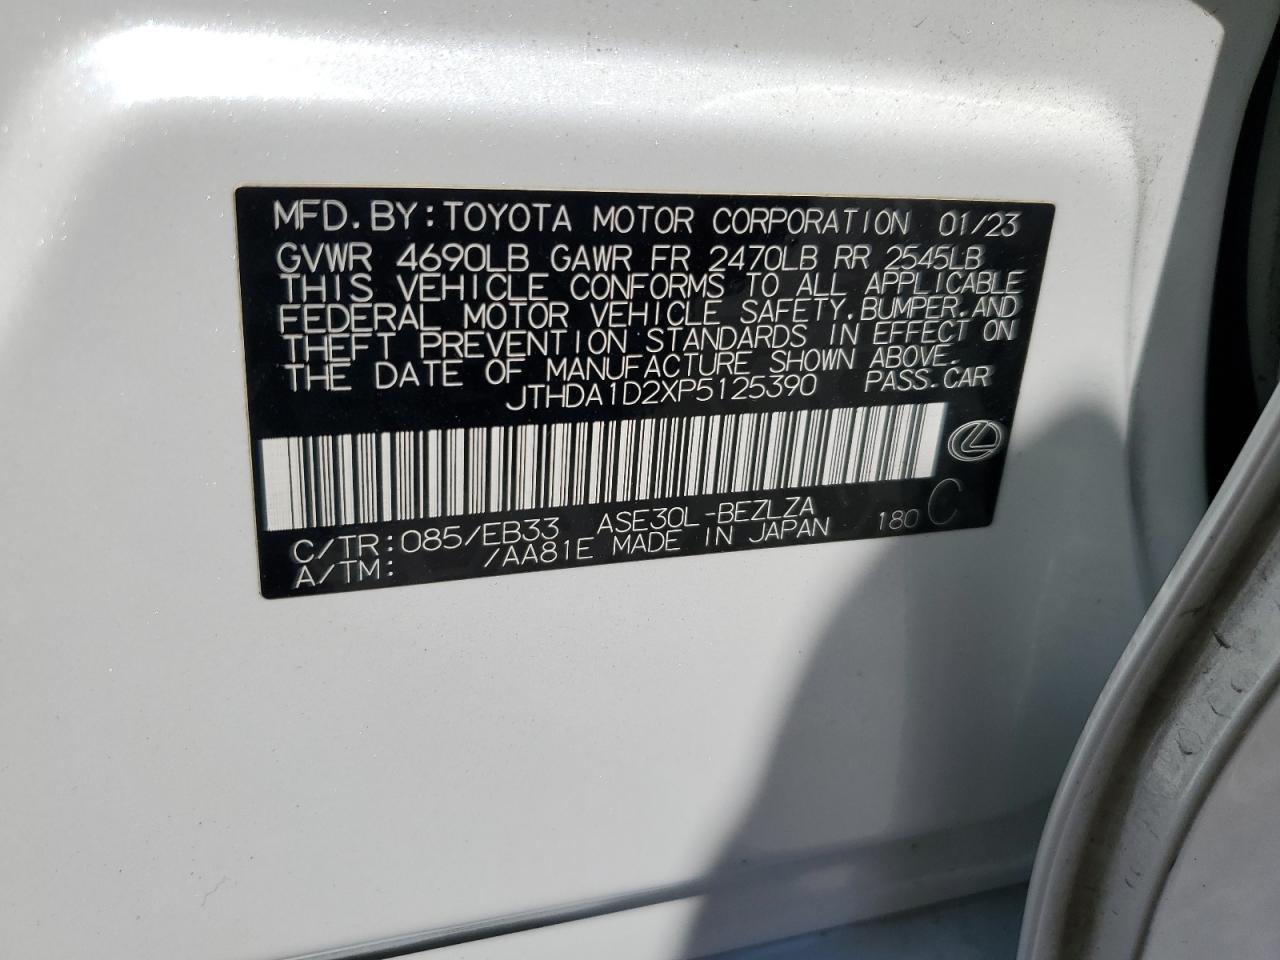 MFD.BY:TOYOTA MOTOR CORPORATION 01/23
GVWR 4690LB GAWR FR 2470LB RR 2545LB
THIS VEHICLE CONFORMS TO ALL APPLICABLE
FEDERAL MOTOR VEHICLE SAFETY,BUMPER,AND
THEFT PREVENTION STANDARDS IN EFFECT ON
THE DATE OF MANUFACTURE SHOWN ABOVE.
JTHDA1D2XP5125390 PASS.CAR
C/TR:085/EB33 ASE30L-BEZLZA 180 C
A/TM: /AA81E MADE IN JAPAN